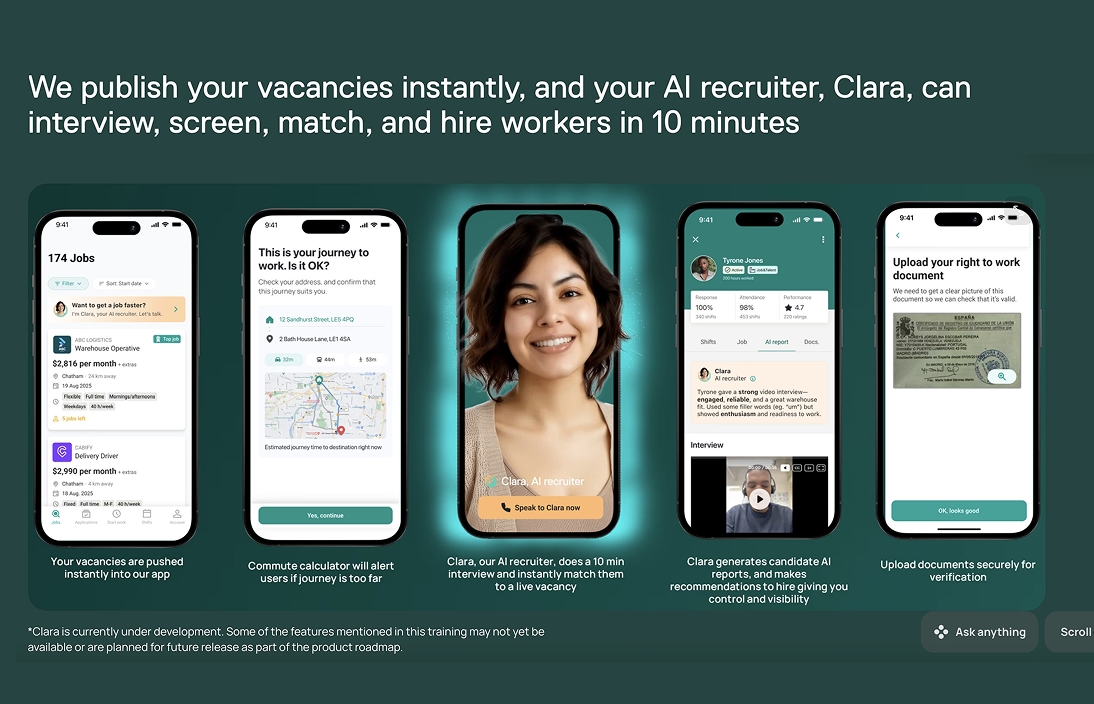 We publish your vacancies instantly, and your AI recruiter, Clara, can
interview, screen, match, and hire workers in 10 minutes
9:41
174 Jobs
Filter
Sort: Start date
Want to get a job faster?
I'm Clara, your AI recruiter. Let's talk.
ABC LOGISTICS
Top job
Warehouse Operative
$2,816 per month + extras
Chatham · 24 km away
19 Aug 2025
Flexible Full time Mornings/afternoons
Weekdays 40 h/week
5 jobs left
CABIFY
Delivery Driver
$2,990 per month + extras
Chatham · 4 km away
18 Aug. 2025
Fixed Full time M-F 40 h/week
Jobs Applications Start work Shifts Account
Your vacancies are pushed
instantly into our app
9:41
This is your journey to
work. Is it OK?
Check your address, and confirm that
this journey suits you.
12 Sandhurst Street, LE5 4PQ
2 Bath House Lane, LE1 4SA
32m 44m 53m
Estimated journey time to destination right now
Yes, continue
Commute calculator will alert
users if journey is too far
Clara, AI recruiter
Speak to Clara now
Clara, our AI recruiter, does a 10 min
interview and instantly match them
to a live vacancy
9:41
Tyrone Jones
Active Job&Talent
200 hours worked
Response Attendance Performance
100% 98% 4.7
340 shifts 453 shifts 220 ratings
Shifts Job AI report Docs.
Clara
AI recruiter
Tyrone gave a strong video interview—
engaged, reliable, and a great warehouse
fit. Used some filler words (eg. "um") but
showed enthusiasm and readiness to work.
Interview
Clara generates candidate AI
reports, and makes
recommendations to hire giving you
control and visibility
9:41
Upload your right to work
document
We need to get a clear picture of this
document so we can check that it's valid.
ESPAÑA
CERTIFICADO DE REGISTRO DE CIUDADANO DE LA UNIÓN
OK, looks good
Upload documents securely for
verification
*Clara is currently under development. Some of the features mentioned in this training may not yet be
available or are planned for future release as part of the product roadmap.
Ask anything
Scroll